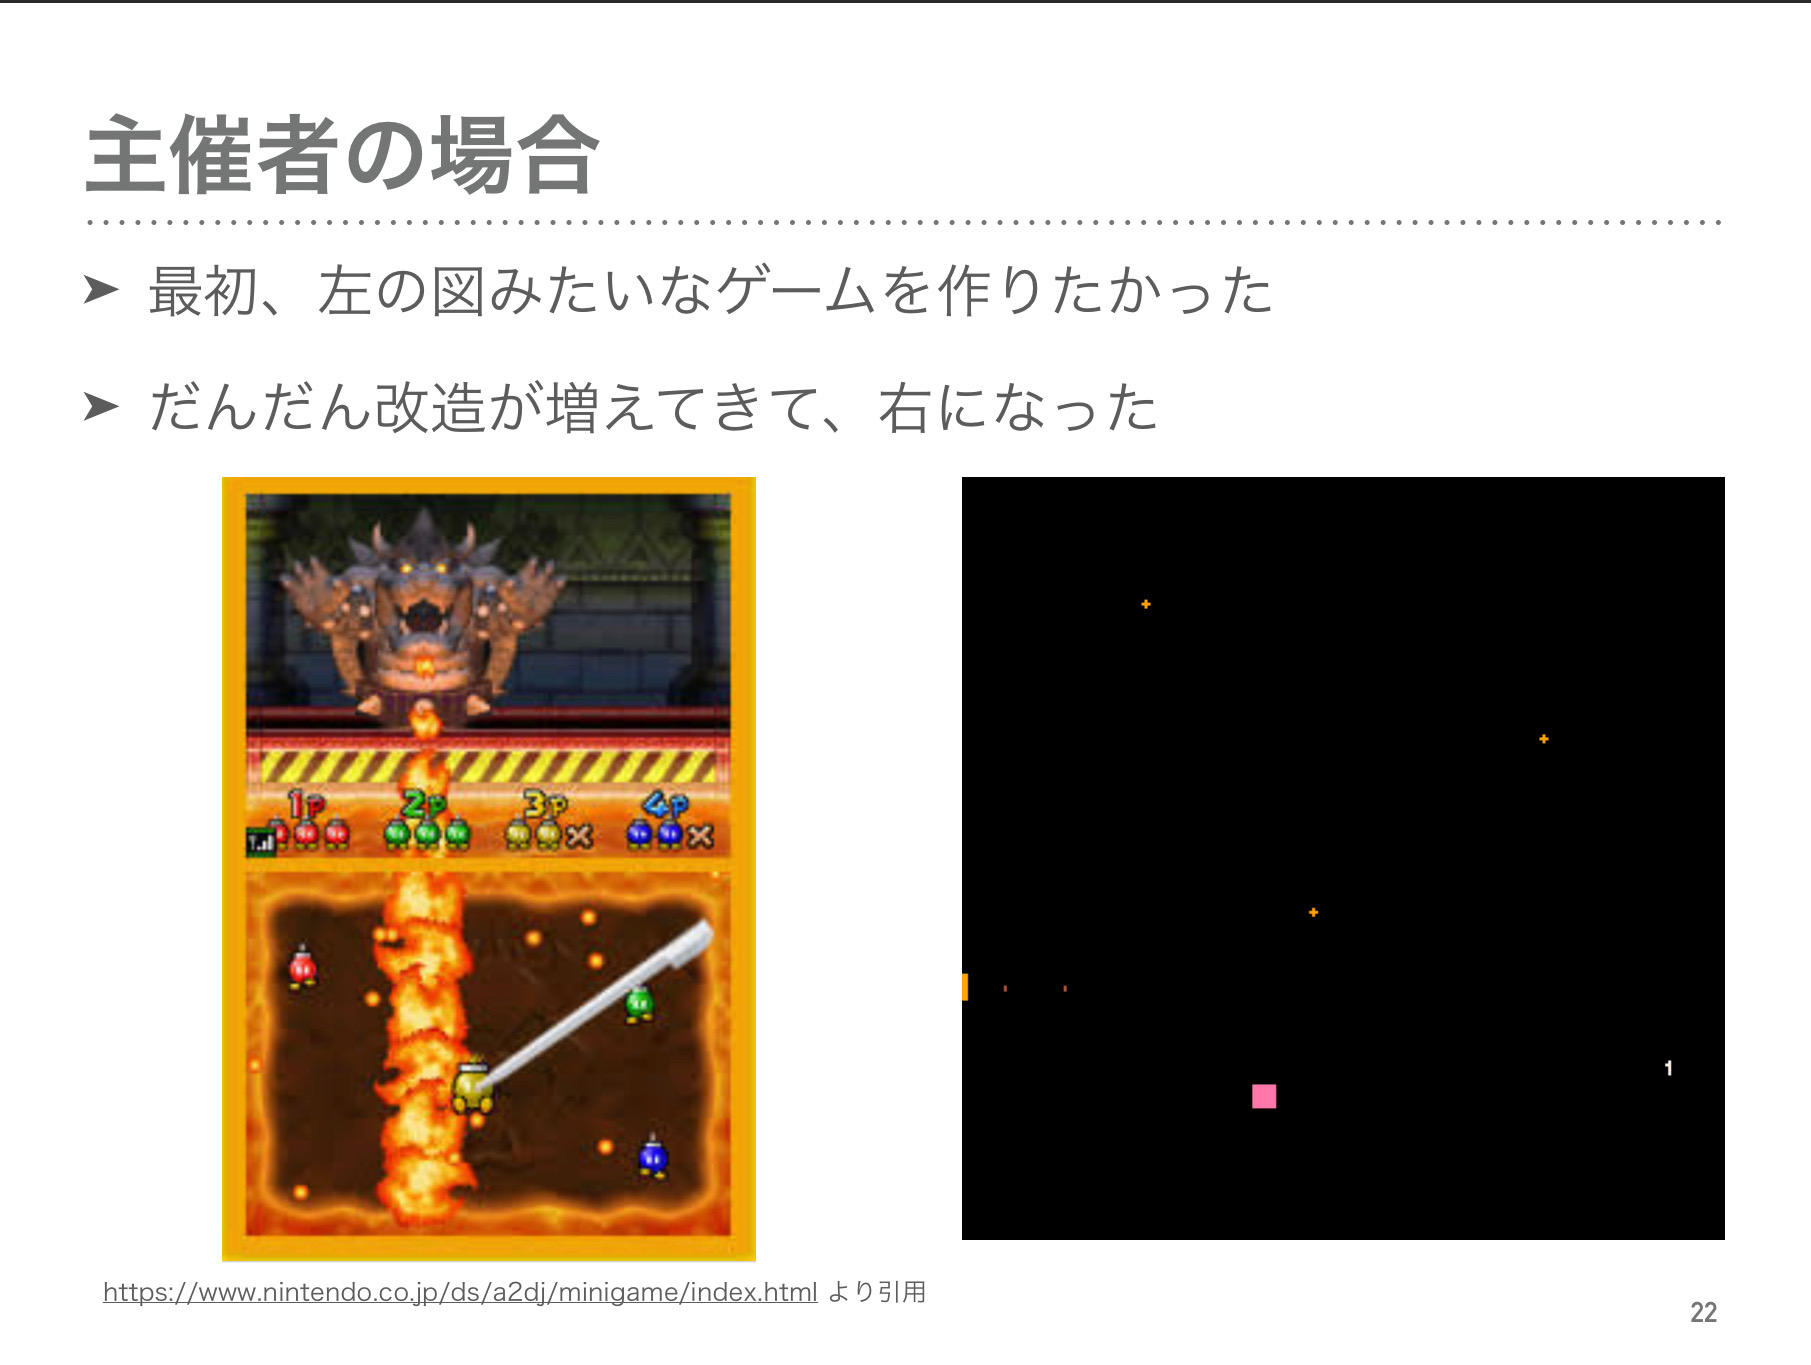 主催者の場合
➤ 最初、左の図みたいなゲームを作りたかった
➤ だんだん改造が増えてきて、右になった
1P 2P 3P 4P
1
https://www.nintendo.co.jp/ds/a2dj/minigame/index.html より引用
22